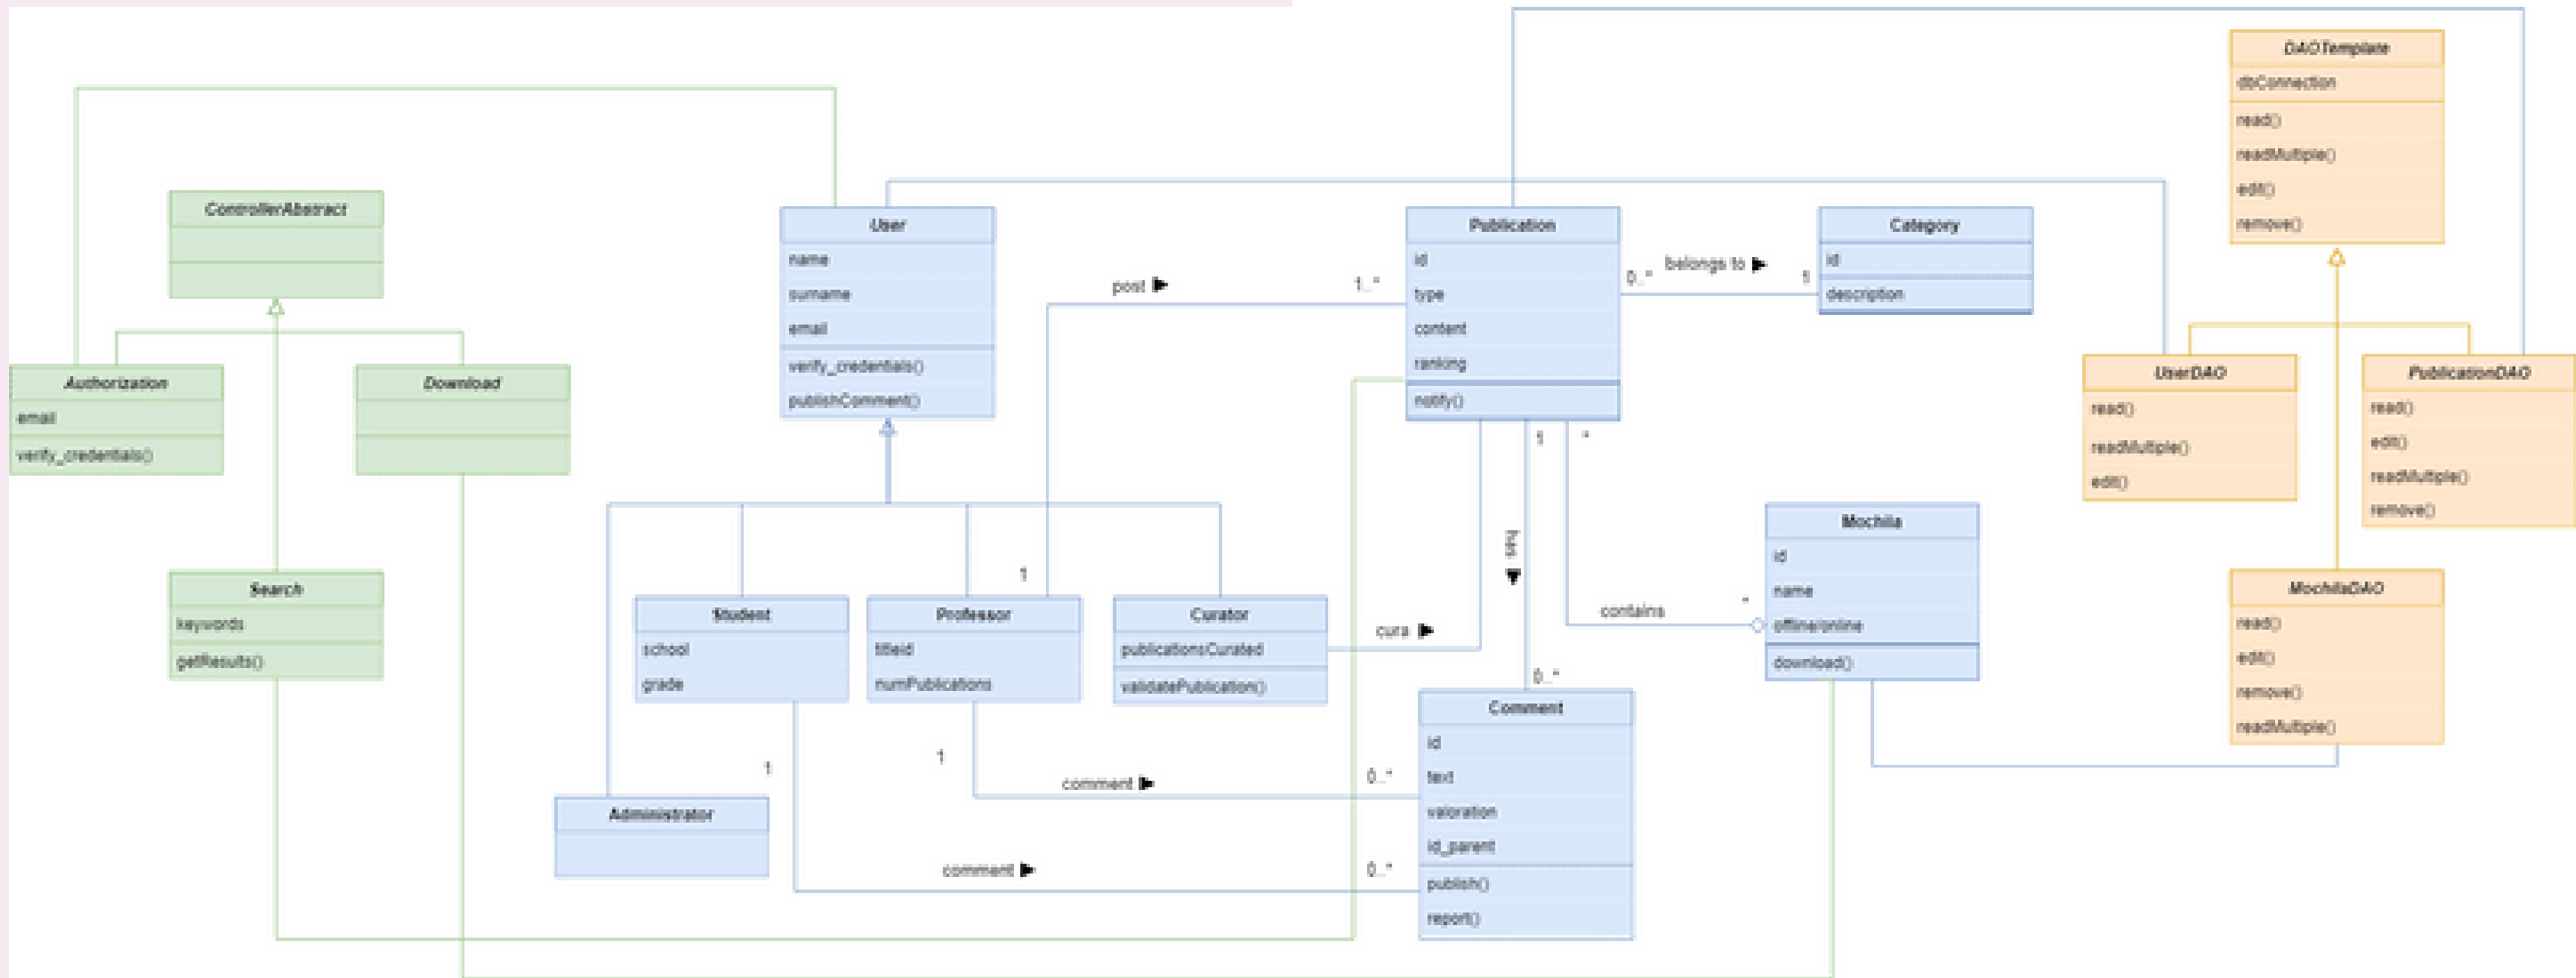 DAOTemplate
dbConnection
read()
readMultiple()
edit()
remove()
ControllerAbstract
User
name
surname
email
verify_credentials()
publishComment()
post ▶
1..*
Publication
id
type
content
ranking
notify()
0..*
belongs to ▶
1
Category
id
description
Authorization
email
verify_credentials()
Download
UserDAO
read()
readMultiple()
edit()
PublicationDAO
read()
edit()
readMultiple()
remove()
1
*
has ▶
Mochila
id
name
offline/online
download()
contains
*
Search
keywords
getResults()
1
Student
school
grade
Professor
titleid
numPublications
Curator
publicationsCurated
validatePublication()
cura ▶
0..*
MochilaDAO
read()
edit()
remove()
readMultiple()
Comment
id
text
valoration
id_parent
publish()
report()
1
1
comment ▶
0..*
Administrator
comment ▶
0..*